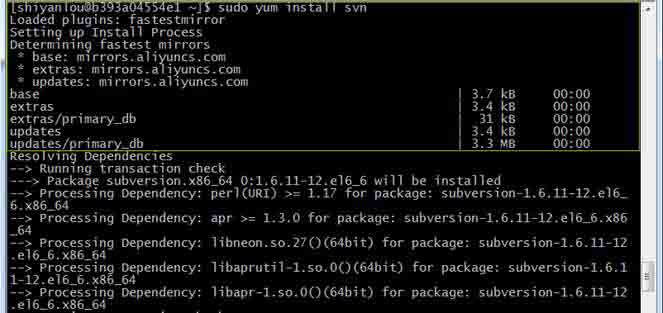 [shiyanlou@b393a04554e1 ~]$ sudo yum install svn
Loaded plugins: fastestmirror
Setting up Install Process
Determining fastest mirrors
 * base: mirrors.aliyuncs.com
 * extras: mirrors.aliyuncs.com
 * updates: mirrors.aliyuncs.com
base | 3.7 kB 00:00
extras | 3.4 kB 00:00
extras/primary_db | 31 kB 00:00
updates | 3.4 kB 00:00
updates/primary_db | 3.3 MB 00:00
Resolving Dependencies
--> Running transaction check
---> Package subversion.x86_64 0:1.6.11-12.el6_6 will be installed
--> Processing Dependency: perl(URI) >= 1.17 for package: subversion-1.6.11-12.el6_
6.x86_64
--> Processing Dependency: apr >= 1.3.0 for package: subversion-1.6.11-12.el6_6.x86
_64
--> Processing Dependency: libneon.so.27()(64bit) for package: subversion-1.6.11-12
.el6_6.x86_64
--> Processing Dependency: libaprutil-1.so.0()(64bit) for package: subversion-1.6.1
1-12.el6_6.x86_64
--> Processing Dependency: libapr-1.so.0()(64bit) for package: subversion-1.6.11-12
.el6_6.x86_64